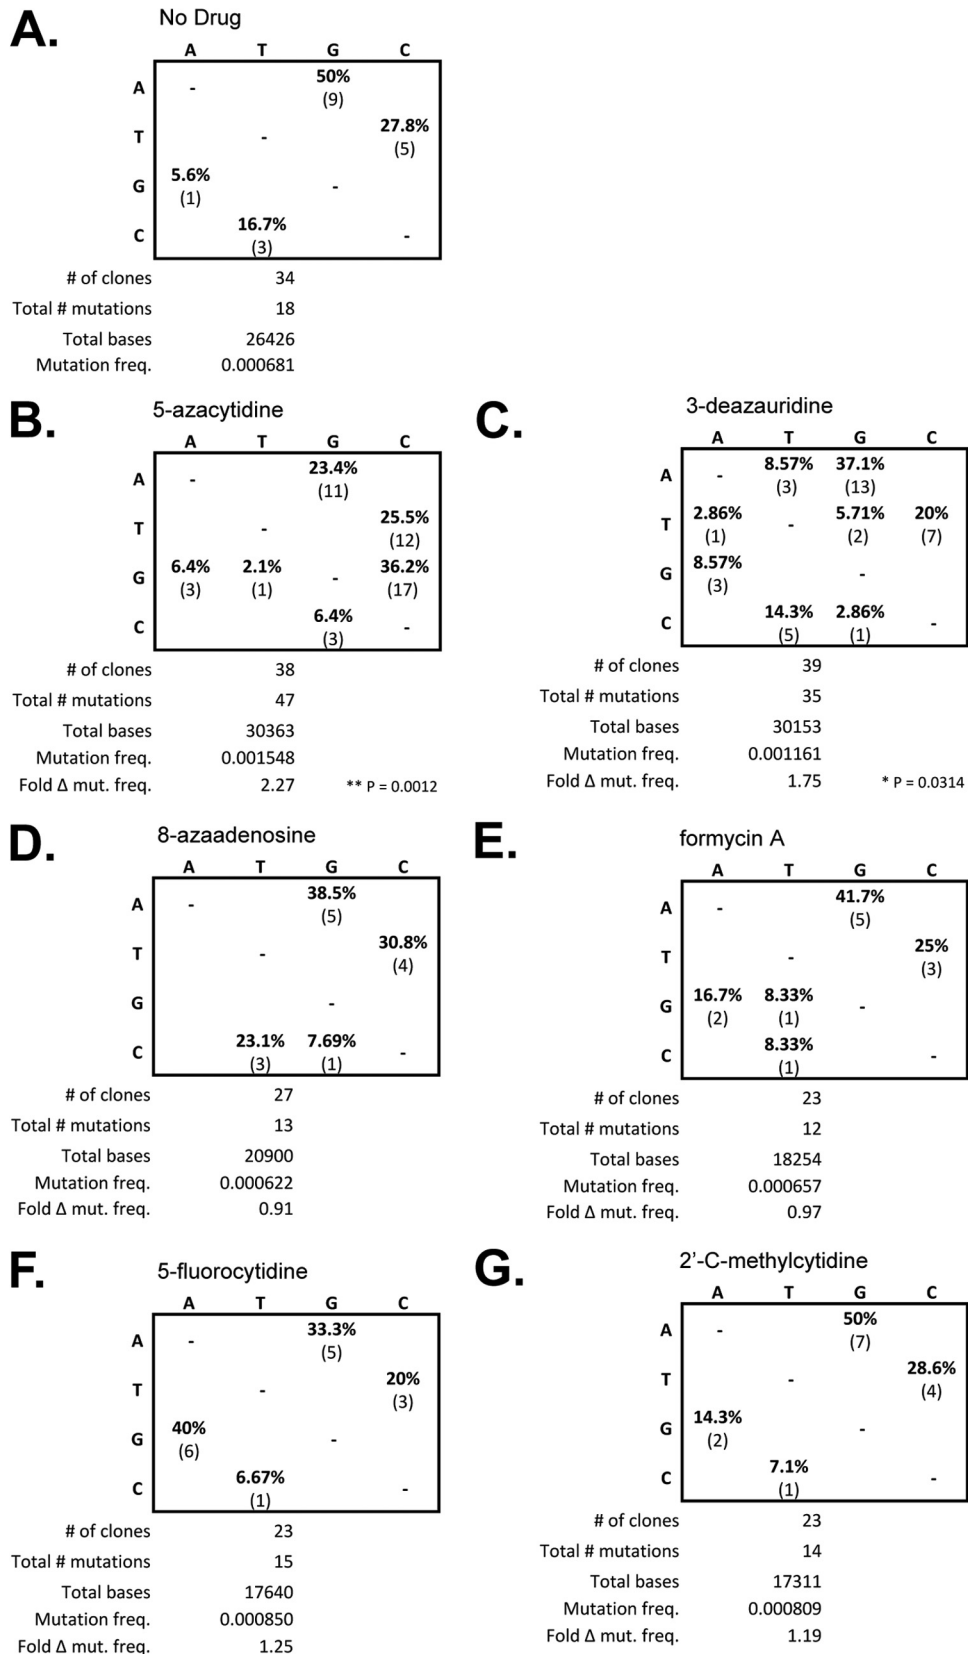 A.
No Drug
A T G C
A - 50%
(9)
T - 27.8%
(5)
G 5.6% -
(1)
C 16.7% -
(3)
# of clones 34
Total # mutations 18
Total bases 26426
Mutation freq. 0.000681
B.
5-azacytidine
A T G C
A - 23.4%
(11)
T - 25.5%
(12)
G 6.4% 2.1% - 36.2%
(3) (1) (17)
C 6.4% -
(3)
# of clones 38
Total # mutations 47
Total bases 30363
Mutation freq. 0.001548
Fold Δ mut. freq. 2.27 ** P = 0.0012
C.
3-deazauridine
A T G C
A - 8.57% 37.1%
(3) (13)
T 2.86% - 5.71% 20%
(1) (2) (7)
G 8.57% -
(3)
C 14.3% 2.86% -
(5) (1)
# of clones 39
Total # mutations 35
Total bases 30153
Mutation freq. 0.001161
Fold Δ mut. freq. 1.75 * P = 0.0314
D.
8-azaadenosine
A T G C
A - 38.5%
(5)
T - 30.8%
(4)
G -
C 23.1% 7.69% -
(3) (1)
# of clones 27
Total # mutations 13
Total bases 20900
Mutation freq. 0.000622
Fold Δ mut. freq. 0.91
E.
formycin A
A T G C
A - 41.7%
(5)
T - 25%
(3)
G 16.7% 8.33% -
(2) (1)
C 8.33% -
(1)
# of clones 23
Total # mutations 12
Total bases 18254
Mutation freq. 0.000657
Fold Δ mut. freq. 0.97
F.
5-fluorocytidine
A T G C
A - 33.3%
(5)
T - 20%
(3)
G 40% -
(6)
C 6.67% -
(1)
# of clones 23
Total # mutations 15
Total bases 17640
Mutation freq. 0.000850
Fold Δ mut. freq. 1.25
G.
2’-C-methylcytidine
A T G C
A - 50%
(7)
T - 28.6%
(4)
G 14.3% -
(2)
C 7.1% -
(1)
# of clones 23
Total # mutations 14
Total bases 17311
Mutation freq. 0.000809
Fold Δ mut. freq. 1.19